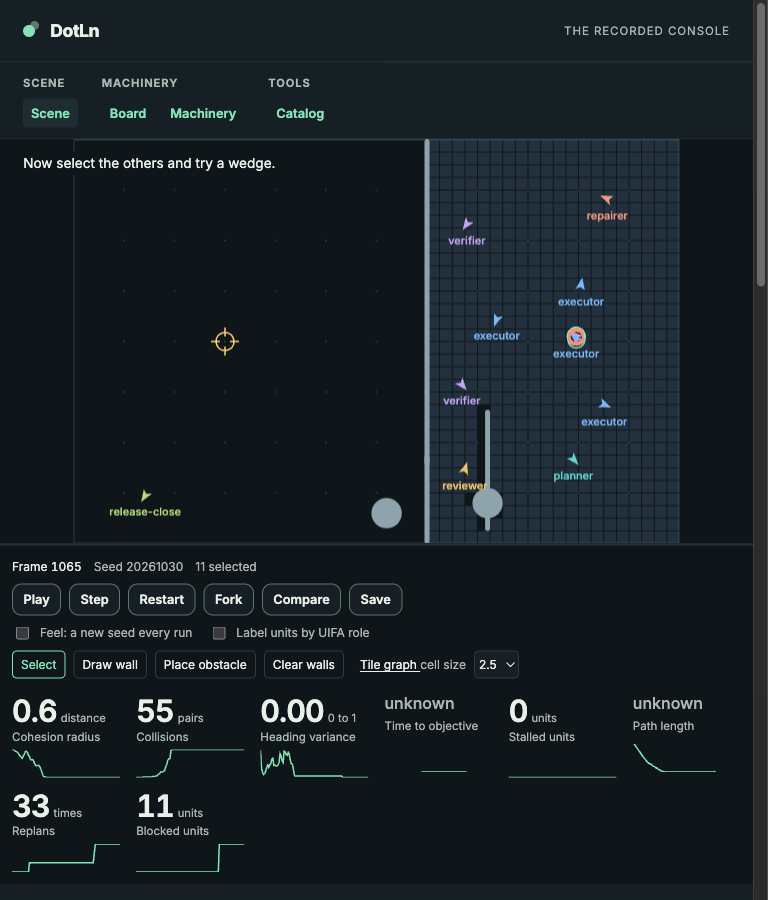 DotLn
THE RECORDED CONSOLE
SCENE MACHINERY TOOLS
Scene Board Machinery Catalog
Now select the others and try a wedge.
repairer
verifier
executor
executor
executor
verifier
executor
planner
reviewer
release-close
Frame 1065 Seed 20261030 11 selected
Play Step Restart Fork Compare Save
Feel: a new seed every run Label units by UIFA role
Select Draw wall Place obstacle Clear walls Tile graph cell size 2.5
0.6 distance 55 pairs 0.00 0 to 1 unknown 0 units unknown
Cohesion radius Collisions Heading variance Time to objective Stalled units Path length
33 times 11 units
Replans Blocked units